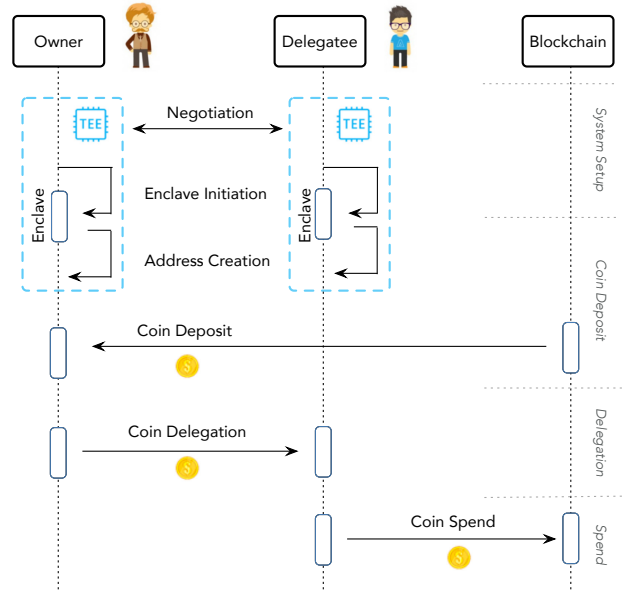 Owner
Delegatee
Blockchain
TEE
Negotiation
TEE
System Setup
Enclave
Enclave Initiation
Enclave
Address Creation
Coin Deposit
Coin Deposit
$
Coin Delegation
Delegation
$
Coin Spend
Spend
$